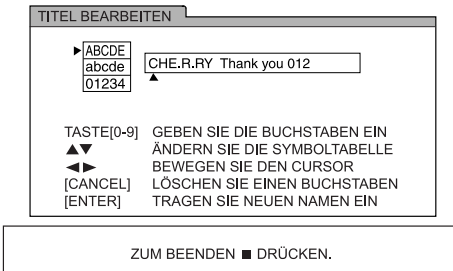 TITEL BEARBEITEN
▶ ABCDE
abcde
01234
CHE.R.RY Thank you 012
▲
TASTE[0-9] GEBEN SIE DIE BUCHSTABEN EIN
▲▼ ÄNDERN SIE DIE SYMBOLTABELLE
◀▶ BEWEGEN SIE DEN CURSOR
[CANCEL] LÖSCHEN SIE EINEN BUCHSTABEN
[ENTER] TRAGEN SIE NEUEN NAMEN EIN
ZUM BEENDEN ■ DRÜCKEN.